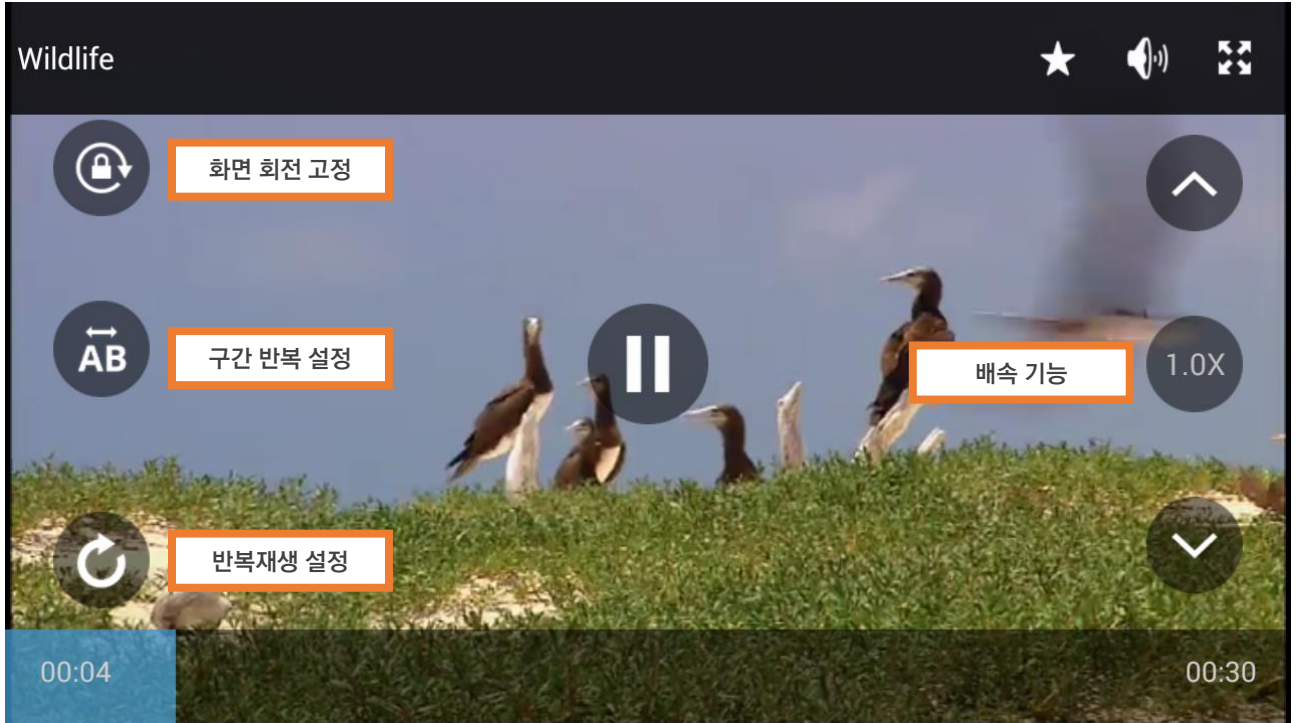 Wildlife
화면 회전 고정
AB
구간 반복 설정
배속 기능
1.0X
반복재생 설정
00:04
00:30